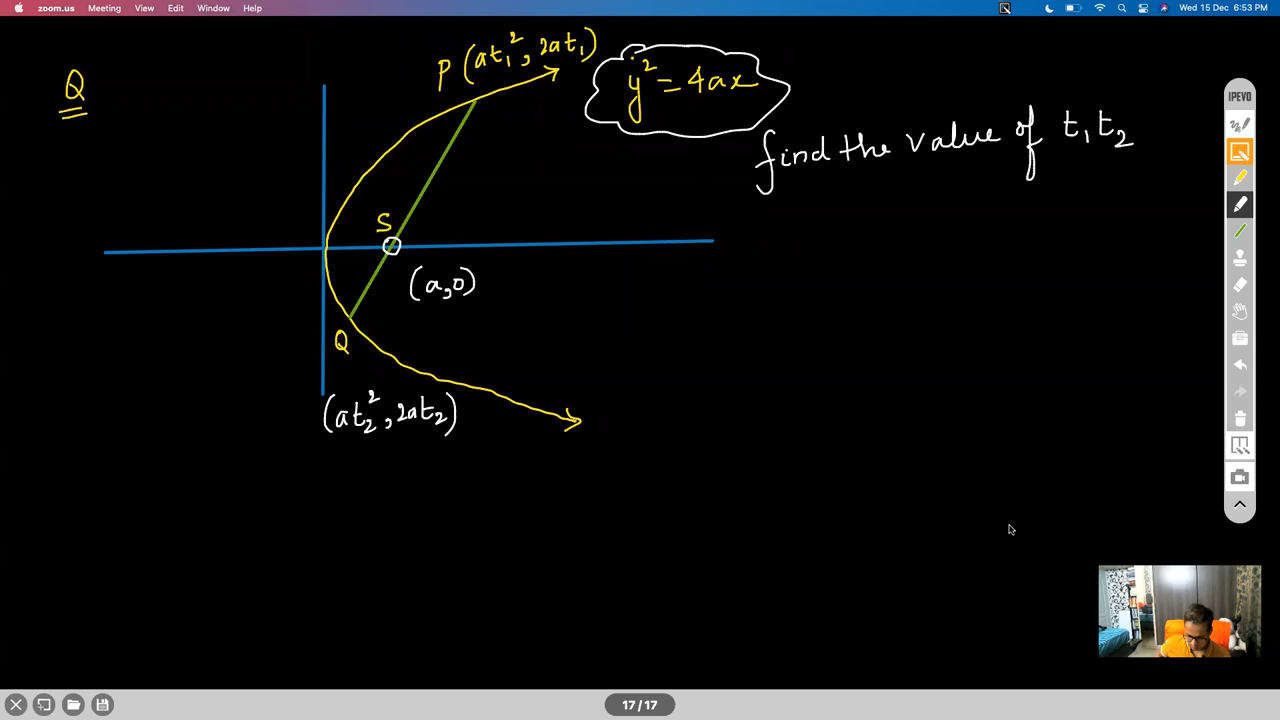 zoom.us Meeting View Edit Window Help Wed 15 Dec 6:53 PM
Q
P (at₁², 2at₁)
y² = 4ax
find the value of t₁t₂
IPEVO
S
(a,0)
Q
(at₂², 2at₂)
17/17